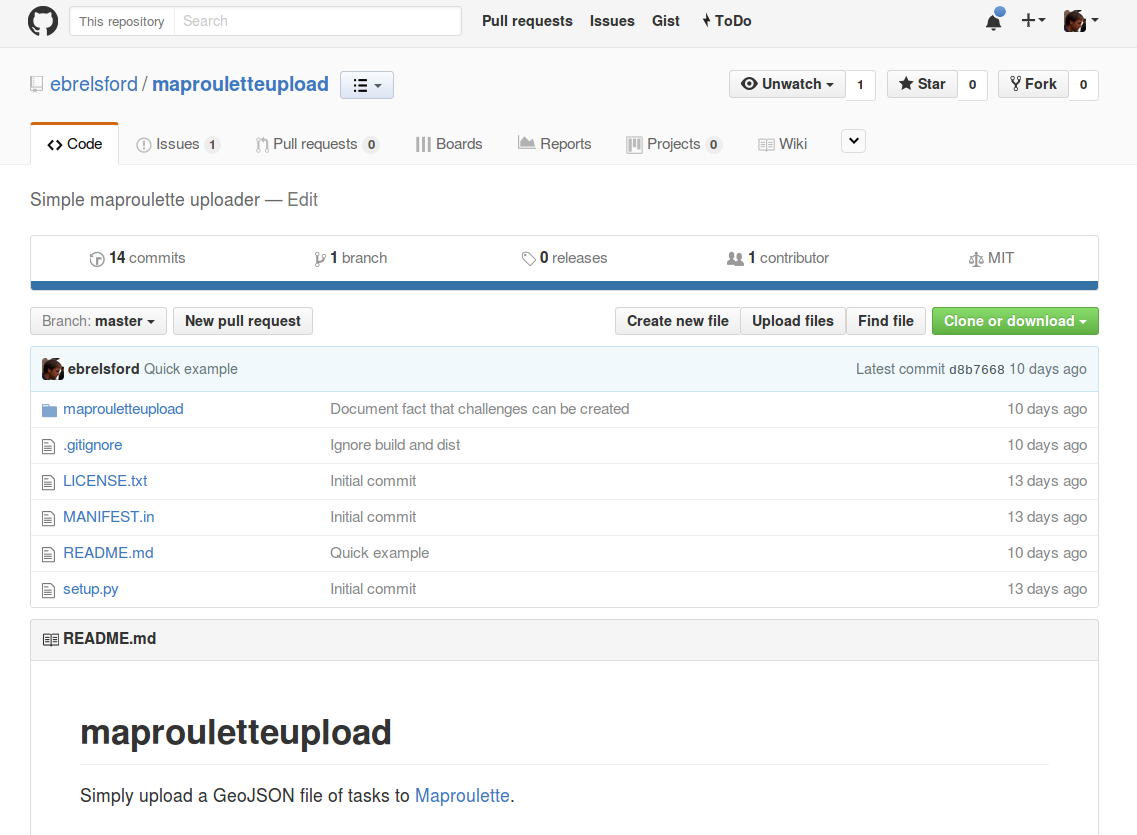 This repository Search Pull requests Issues Gist ToDo
ebrelsford / maprouletteupload Unwatch 1 Star 0 Fork 0
Code Issues 1 Pull requests 0 Boards Reports Projects 0 Wiki
Simple maproulette uploader — Edit
14 commits 1 branch 0 releases 1 contributor MIT
Branch: master New pull request Create new file Upload files Find file Clone or download
ebrelsford Quick example Latest commit d8b7668 10 days ago
maprouletteupload Document fact that challenges can be created 10 days ago
.gitignore Ignore build and dist 10 days ago
LICENSE.txt Initial commit 13 days ago
MANIFEST.in Initial commit 13 days ago
README.md Quick example 10 days ago
setup.py Initial commit 13 days ago
README.md
maprouletteupload
Simply upload a GeoJSON file of tasks to Maproulette.